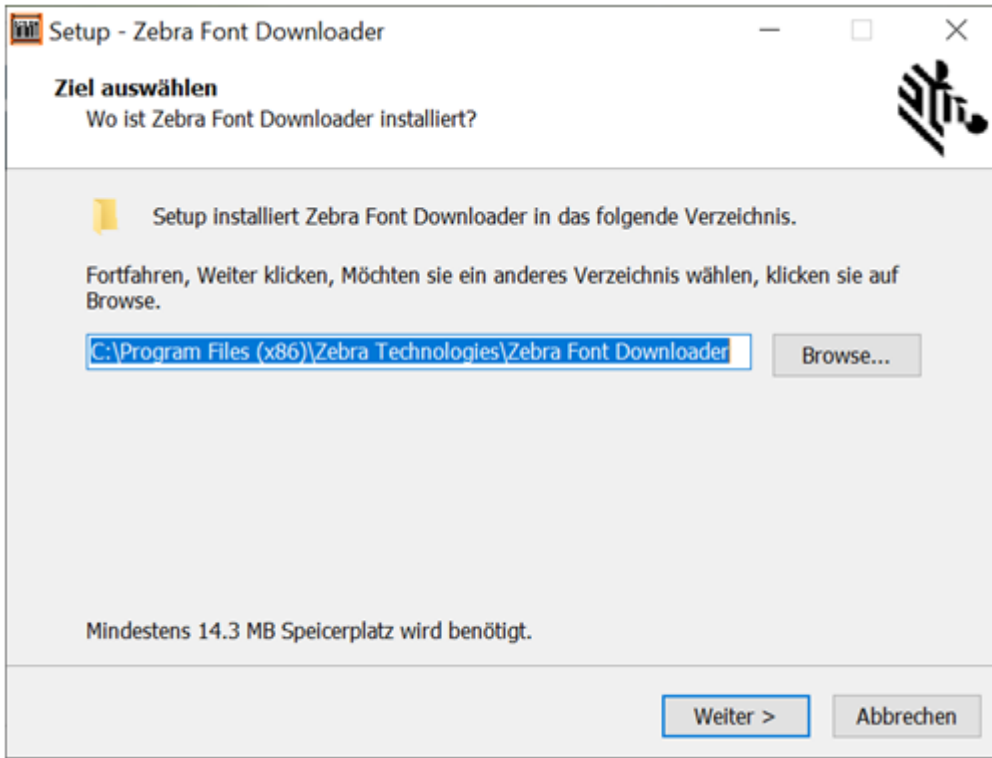 Setup - Zebra Font Downloader
Ziel auswählen
Wo ist Zebra Font Downloader installiert?
Setup installiert Zebra Font Downloader in das folgende Verzeichnis.
Fortfahren, Weiter klicken, Möchten sie ein anderes Verzeichnis wählen, klicken sie auf
Browse.
C:\Program Files (x86)\Zebra Technologies\Zebra Font Downloader
Browse...
Mindestens 14.3 MB Speicerplatz wird benötigt.
Weiter >
Abbrechen